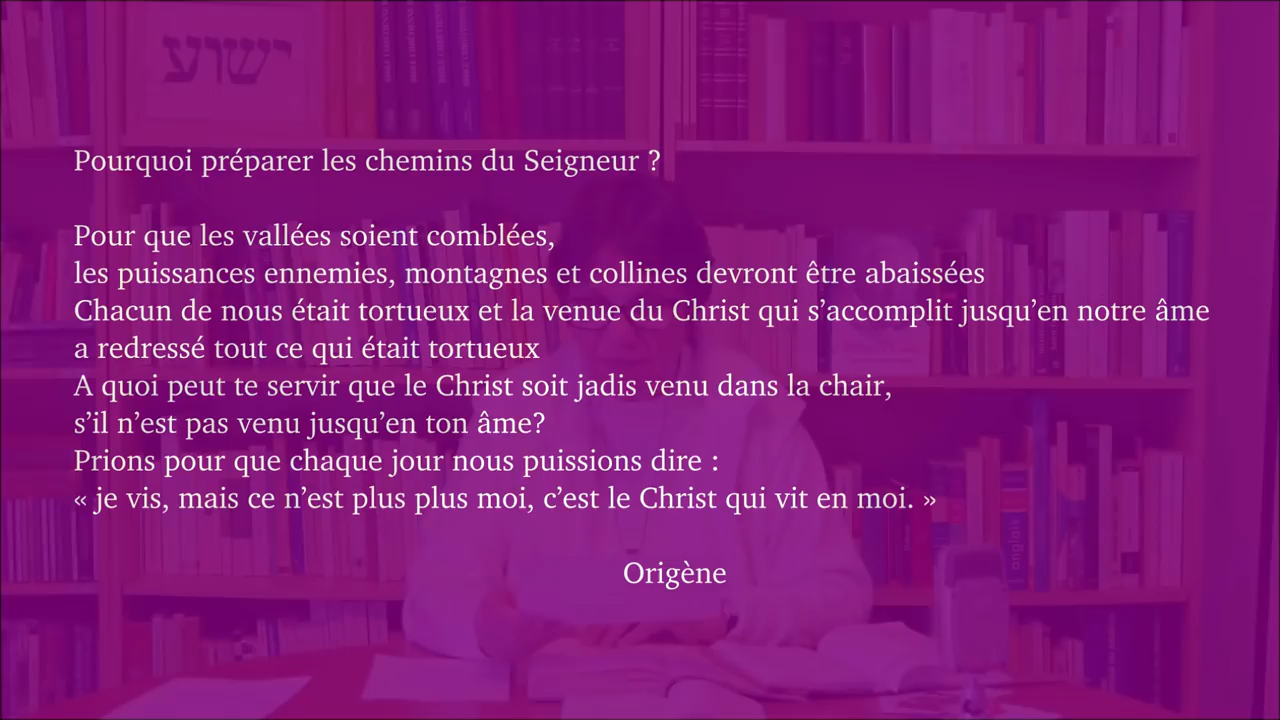 ישוע
Pourquoi préparer les chemins du Seigneur ?
Pour que les vallées soient comblées,
les puissances ennemies, montagnes et collines devront être abaissées
Chacun de nous était tortueux et la venue du Christ qui s’accomplit jusqu’en notre âme
a redressé tout ce qui était tortueux
A quoi peut te servir que le Christ soit jadis venu dans la chair,
s’il n’est pas venu jusqu’en ton âme?
Prions pour que chaque jour nous puissions dire :
« je vis, mais ce n’est plus plus moi, c’est le Christ qui vit en moi. »
anglais
Origène